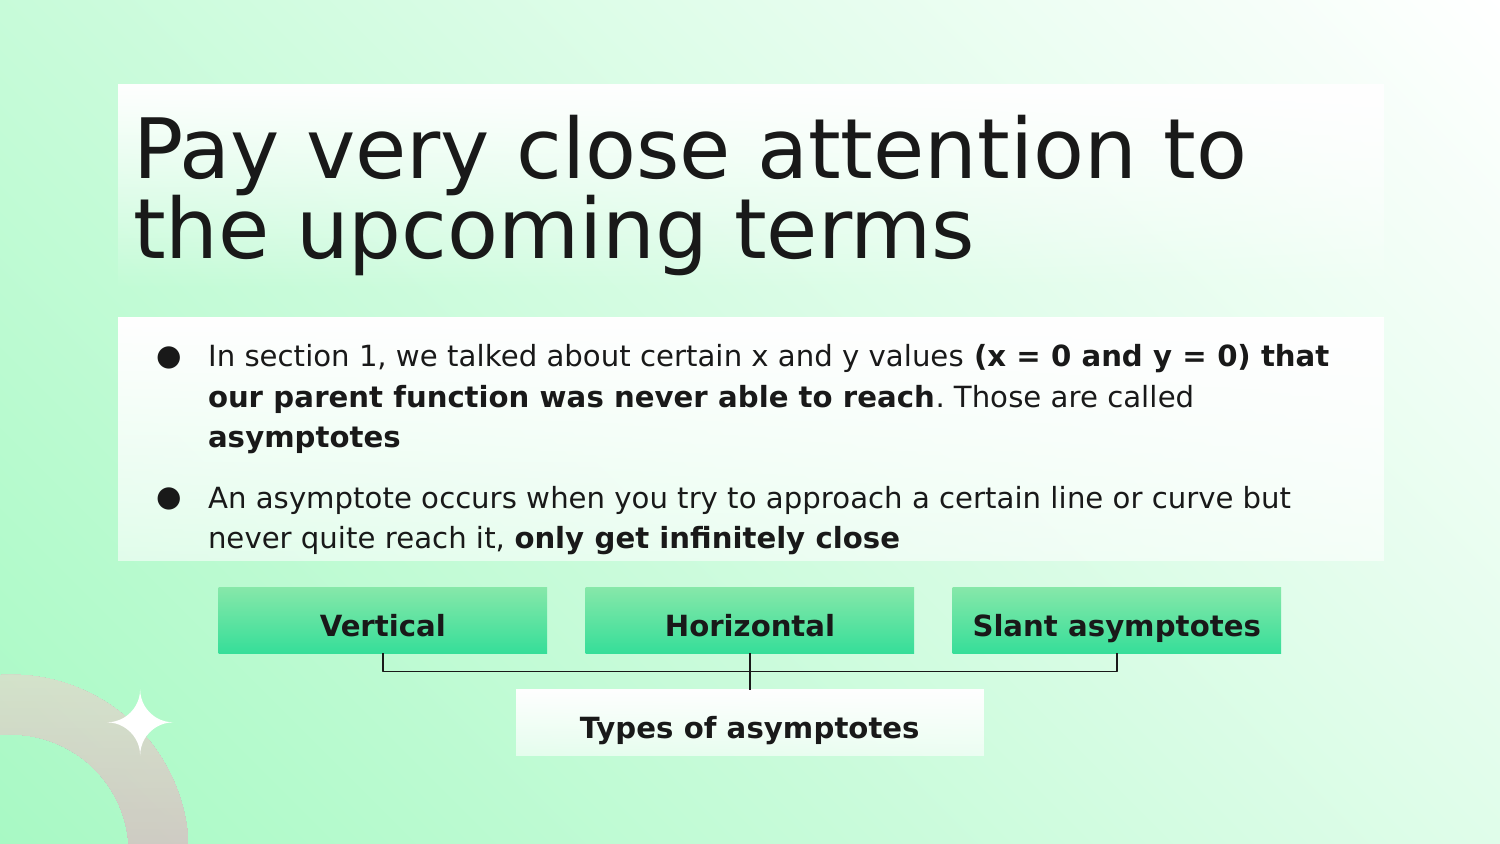 Pay very close attention to
the upcoming terms
● In section 1, we talked about certain x and y values (x = 0 and y = 0) that
our parent function was never able to reach. Those are called
asymptotes
● An asymptote occurs when you try to approach a certain line or curve but
never quite reach it, only get infinitely close
Vertical
Horizontal
Slant asymptotes
Types of asymptotes